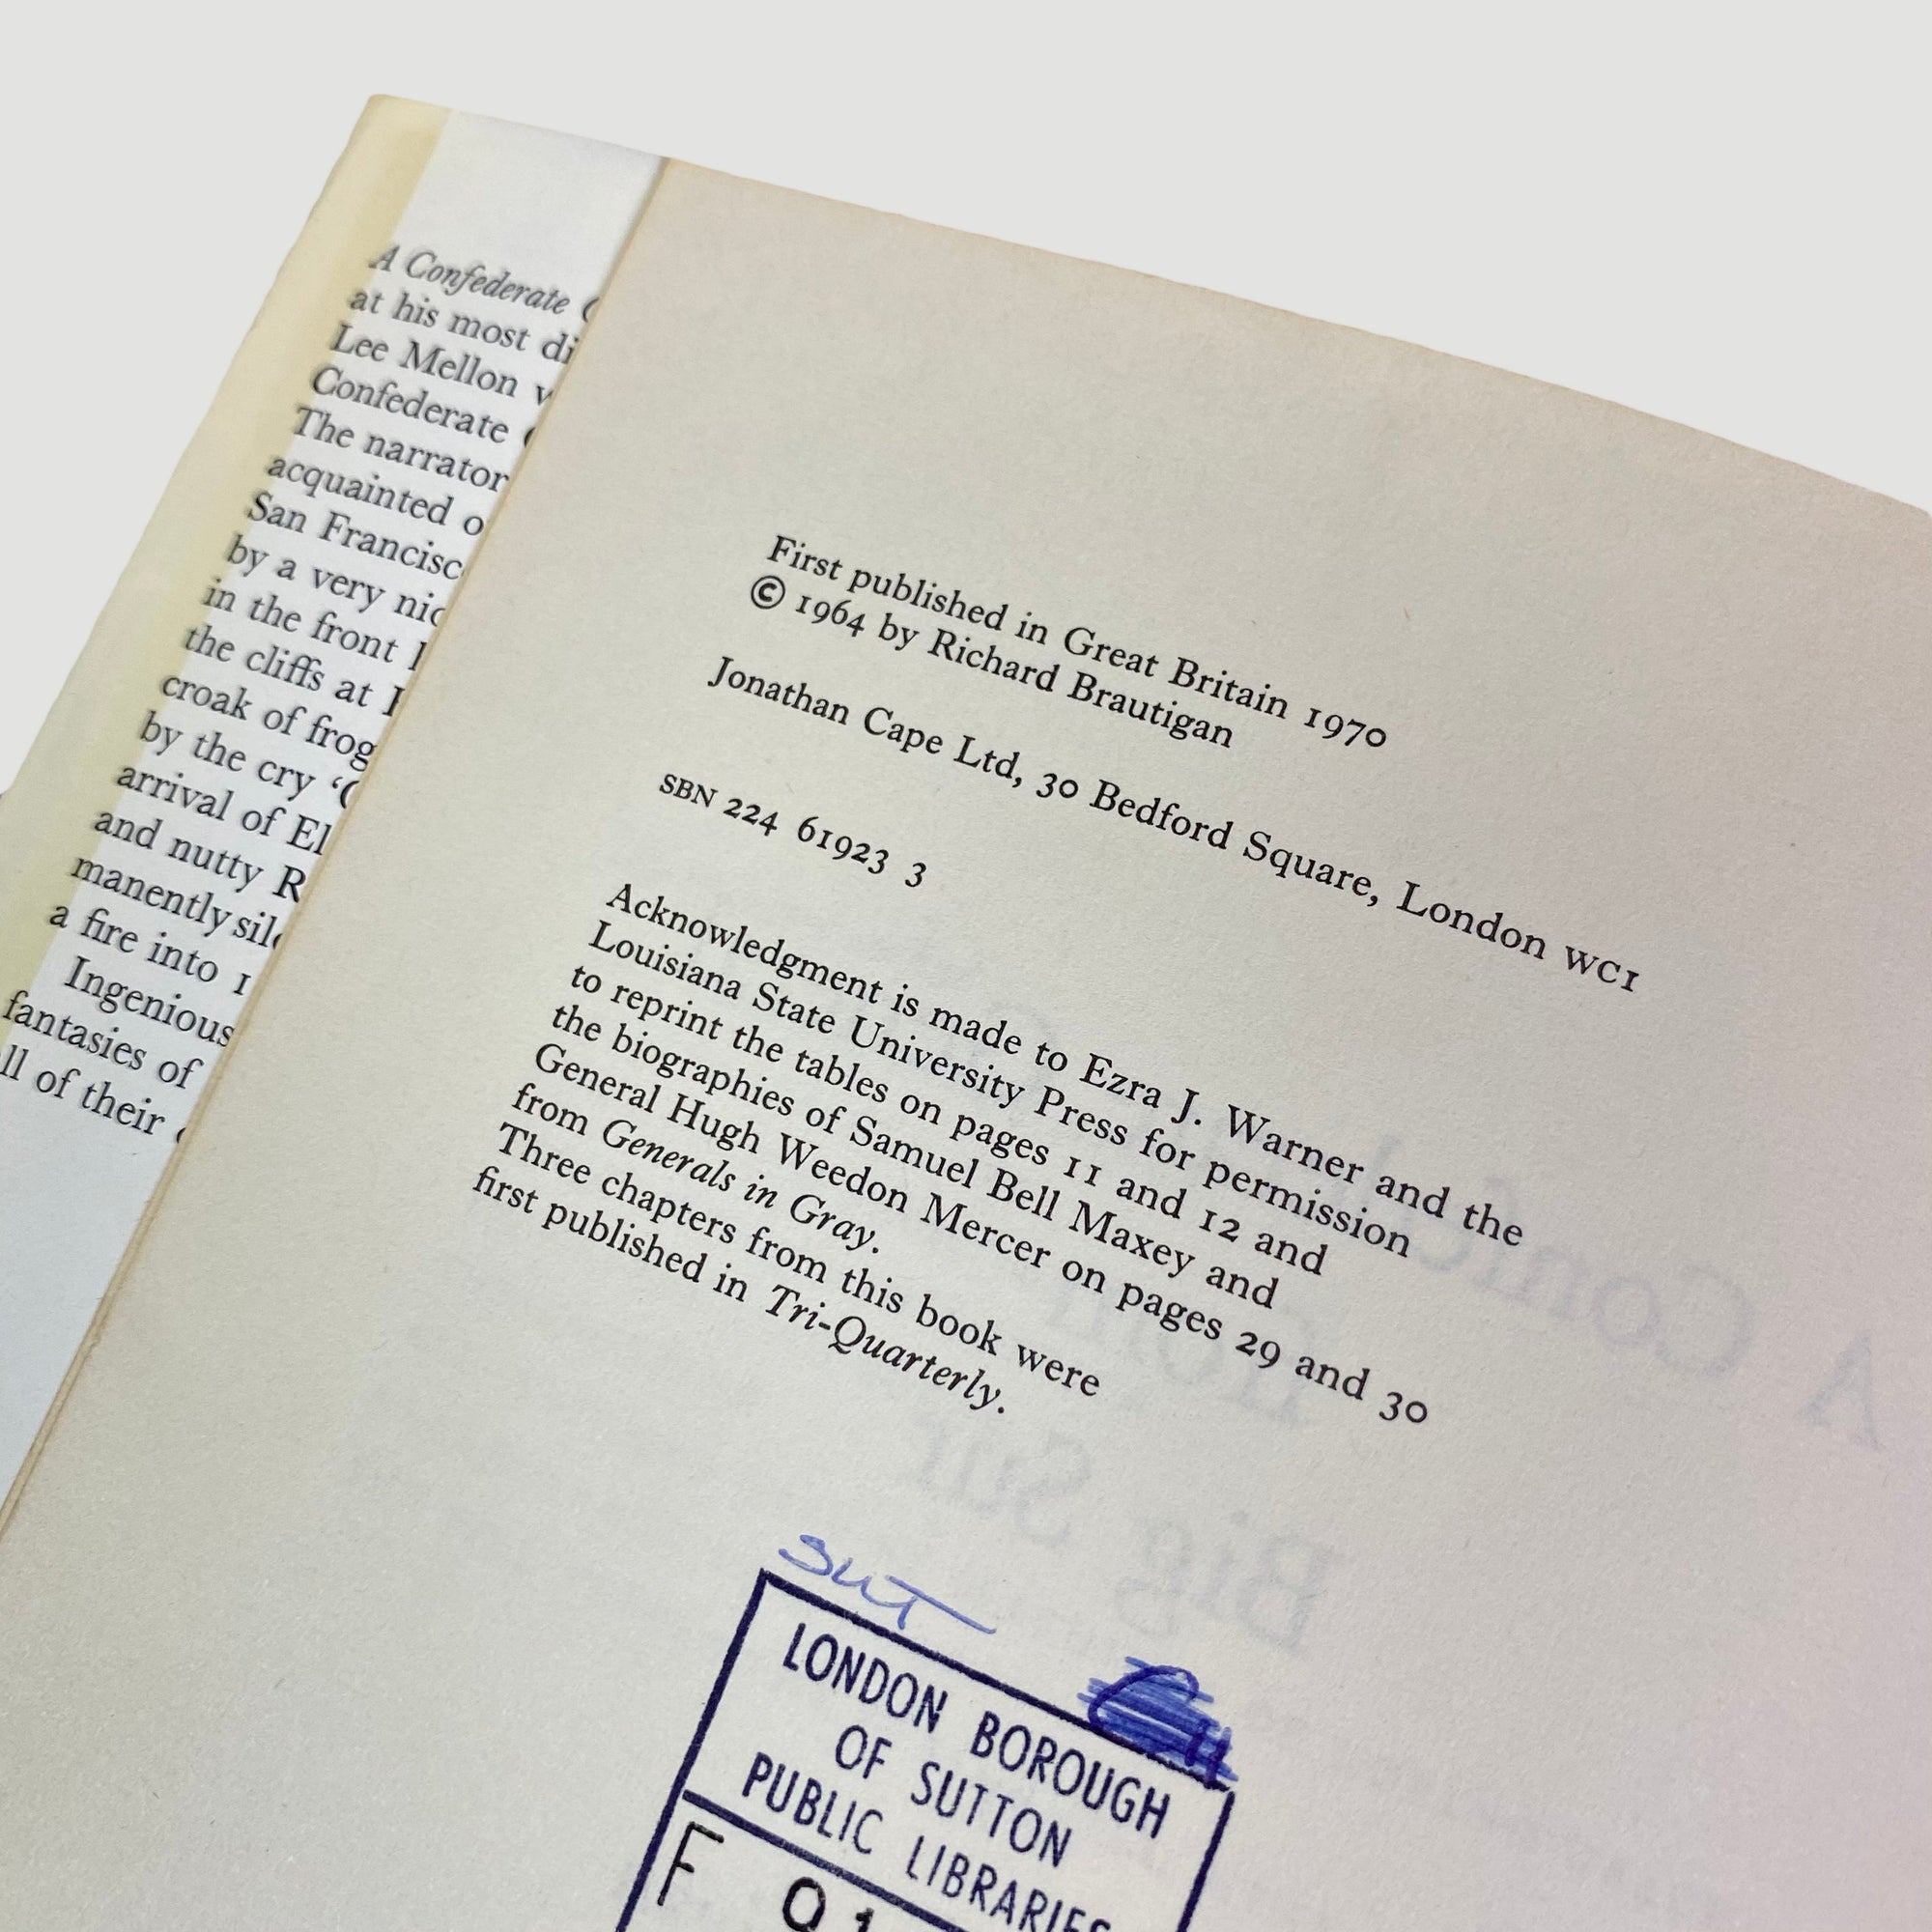 A Confederate
at his most
Lee Mellon
Confederate
The narrator
acquainted
San
by a very
in the front
the cliffs at
croak of
by the cry
arrival of
and nutty
manently
a fire into
Ingenious
fantasies of
of their
First published in Great Britain 1970
© 1964 by Richard Brautigan
Jonathan Cape Ltd, 30 Bedford Square, London WC1
SBN 224 61923 3
Acknowledgment is made to Ezra J. Warner and the
Louisiana State University Press for permission
to reprint the tables on pages 11 and 12 and
the biographies of Samuel Bell Maxey and
General Hugh Weedon Mercer on pages 29 and 30
from Generals in Gray.
Three chapters from this book were
first published in Tri-Quarterly.
SUT
LONDON BOROUGH
OF SUTTON
PUBLIC LIBRARIES
F